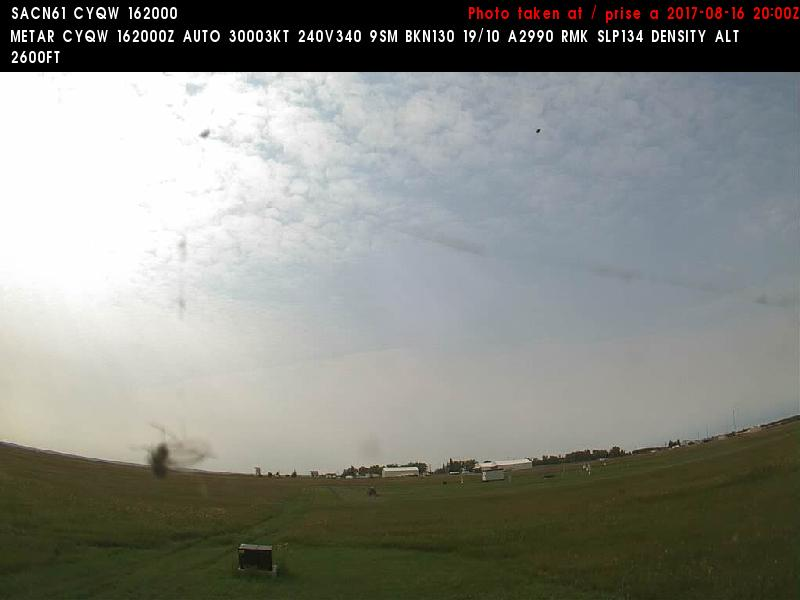 SACN61 CYQW 162000
Photo taken at / prise a 2017-08-16 20:00Z
METAR CYQW 162000Z AUTO 30003KT 240V340 9SM BKN130 19/10 A2990 RMK SLP134 DENSITY ALT
2600FT